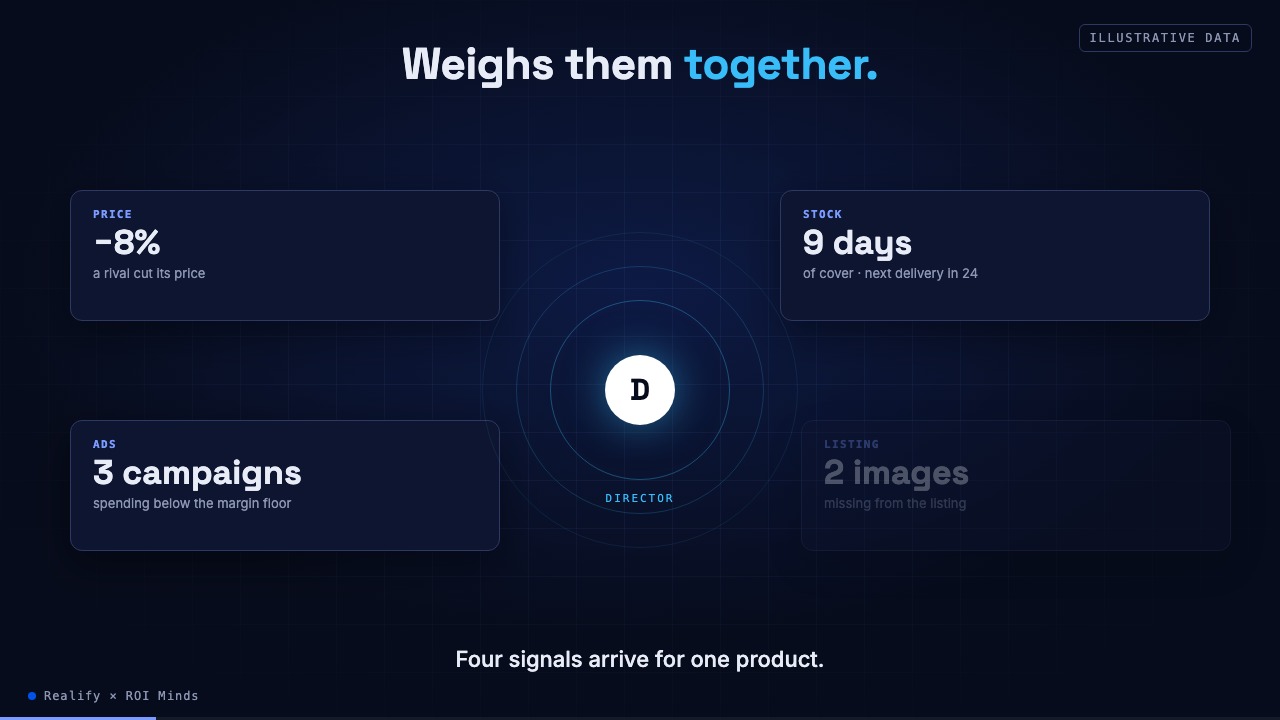 Weighs them together.
ILLUSTRATIVE DATA
PRICE
−8%
a rival cut its price
STOCK
9 days
of cover · next delivery in 24
ADS
3 campaigns
spending below the margin floor
D
DIRECTOR
LISTING
2 images
missing from the listing
Four signals arrive for one product.
Realify × ROI Minds